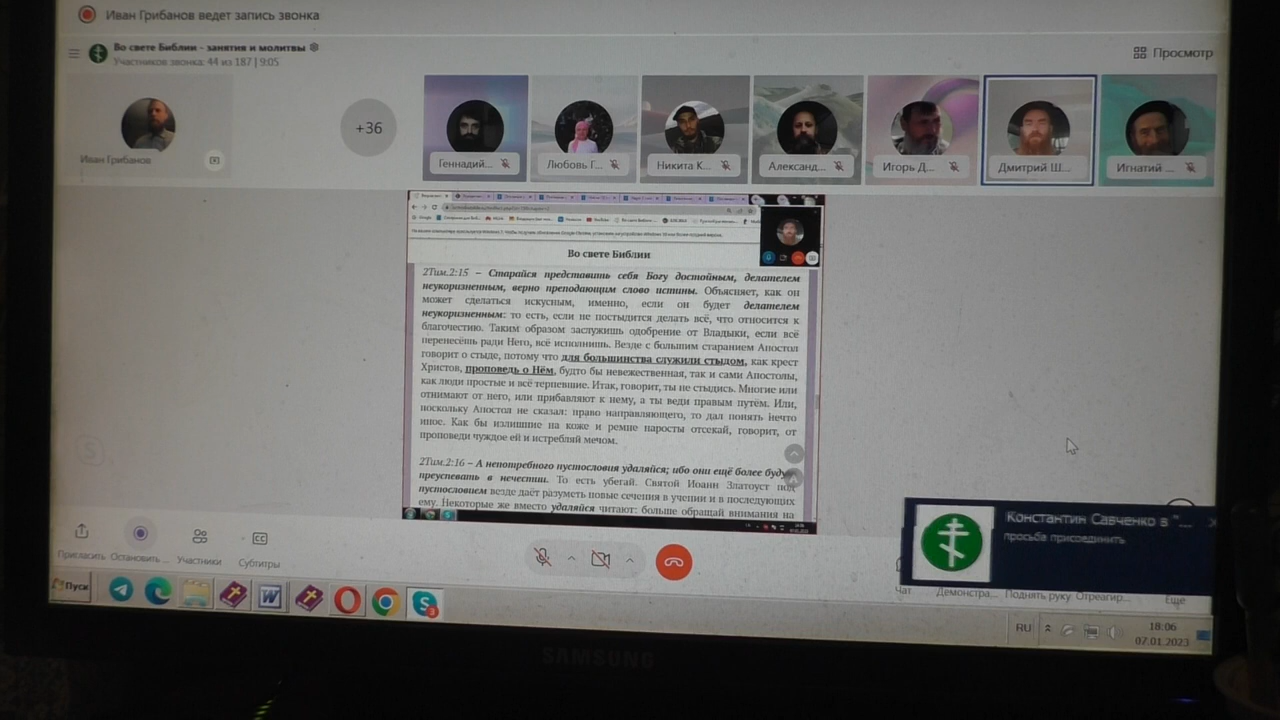 Иван Грибанов ведет запись звонка
Во свете Библии - занятия и молитвы
Участников звонка: 44 из 187 | 9:05
Просмотр
Иван Грибанов
+36
Геннадий...
Любовь Г...
Никита К...
Александ...
Игорь Д...
Дмитрий Ш...
Игнатий ...
Во свете Библии
2Тим.2:15 – Старайся представить себя Богу достойным, делателем
неукоризненным, верно преподающим слово истины. Объясняет, как он
может сделаться искусным, именно, если он будет делателем
неукоризненным: то есть, если не постыдится делать всё, что относится к
благочестию. Таким образом заслужишь одобрение от Владыки, если всё
перенесёшь ради Него, всё исполнишь. Везде с большим старанием Апостол
говорит о стыде, потому что для большинства служили стыдом, как крест
Христов, проповедь о Нём, будто бы невежественная, так и сами Апостолы,
как люди простые и всё терпевшие. Итак, говорит, ты не стыдись. Многие или
отнимают от него, или прибавляют к нему, а ты веди правым путём. Или,
поскольку Апостол не сказал: право направляющего, то дал понять нечто
иное. Как бы излишние на коже и ремне наросты отсекай, говорит, от
проповеди чуждое ей и истребляй мечом.
2Тим.2:16 – А непотребного пустословия удаляйся; ибо они ещё более будут
преуспевать в нечестии. То есть убегай. Святой Иоанн Златоуст под
пустословием везде даёт разуметь новые сечения в учении и в последующих
ему. Некоторые же вместо удаляйся читают: больше обращай внимания на
Константин Савченко в "...
просьба присоединить
Пригласить
Остановить ...
Участники
Субтитры
Чат
Демонстра...
Поднять руку
Отреагир...
Еще
Пуск
RU
18:06
07.01.2023
SAMSUNG